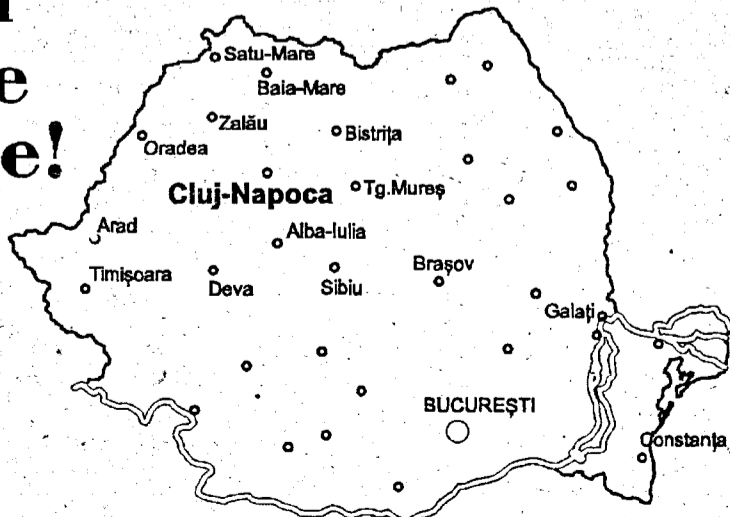 e!
Satu-Mare
Baia-Mare
Zalău
Bistrița
Oradea
Cluj-Napoca
Tg.Mureș
Arad
Alba-Iulia
Timișoara
Deva
Sibiu
Brașov
Galați
BUCUREȘTI
Constanța